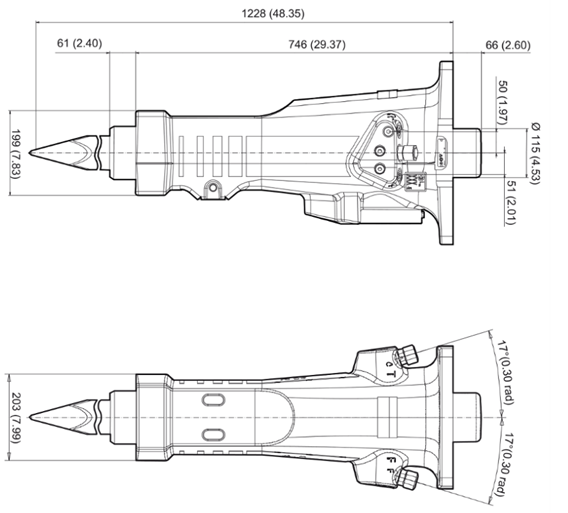 1228 (48.35)
61 (2.40)
746 (29.37)
66 (2.60)
50 (1.97)
Ø 115 (4.53)
199 (7.83)
51 (2.01)
17°(0.30 rad)
C T
203 (7.99)
F F
17°(0.30 rad)